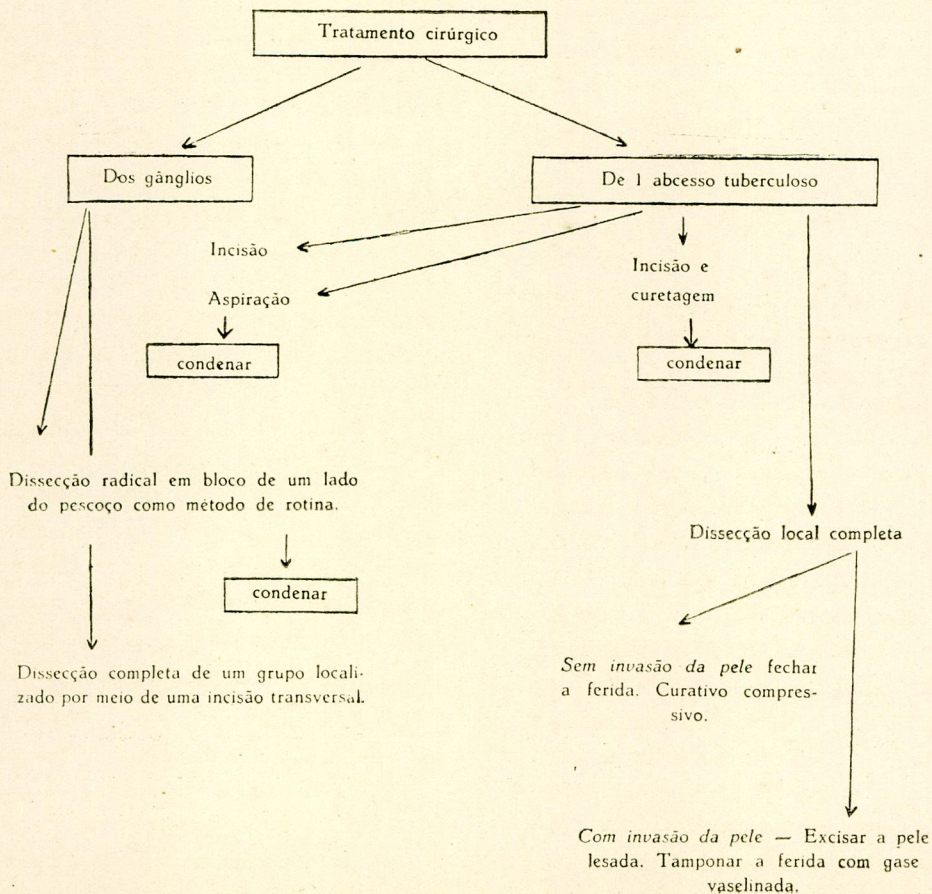 Tratamento cirúrgico
Dos gânglios
De 1 abcesso tuberculoso
Incisão
Aspiração
condenar
Incisão e
curetagem
condenar
Dissecção radical em bloco de um lado
do pescoço como método de rotina.
condenar
Dissecção completa de um grupo locali-
zado por meio de uma incisão transversal.
Dissecção local completa
Sem invasão da pele fechar
a ferida. Curativo compres-
sivo.
Com invasão da pele — Excisar a pele
lesada. Tamponar a ferida com gase
vaselinada.